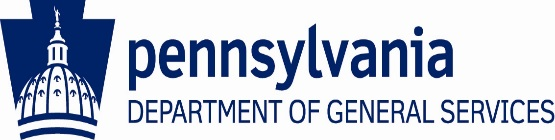 pennsylvania
DEPARTMENT OF GENERAL SERVICES